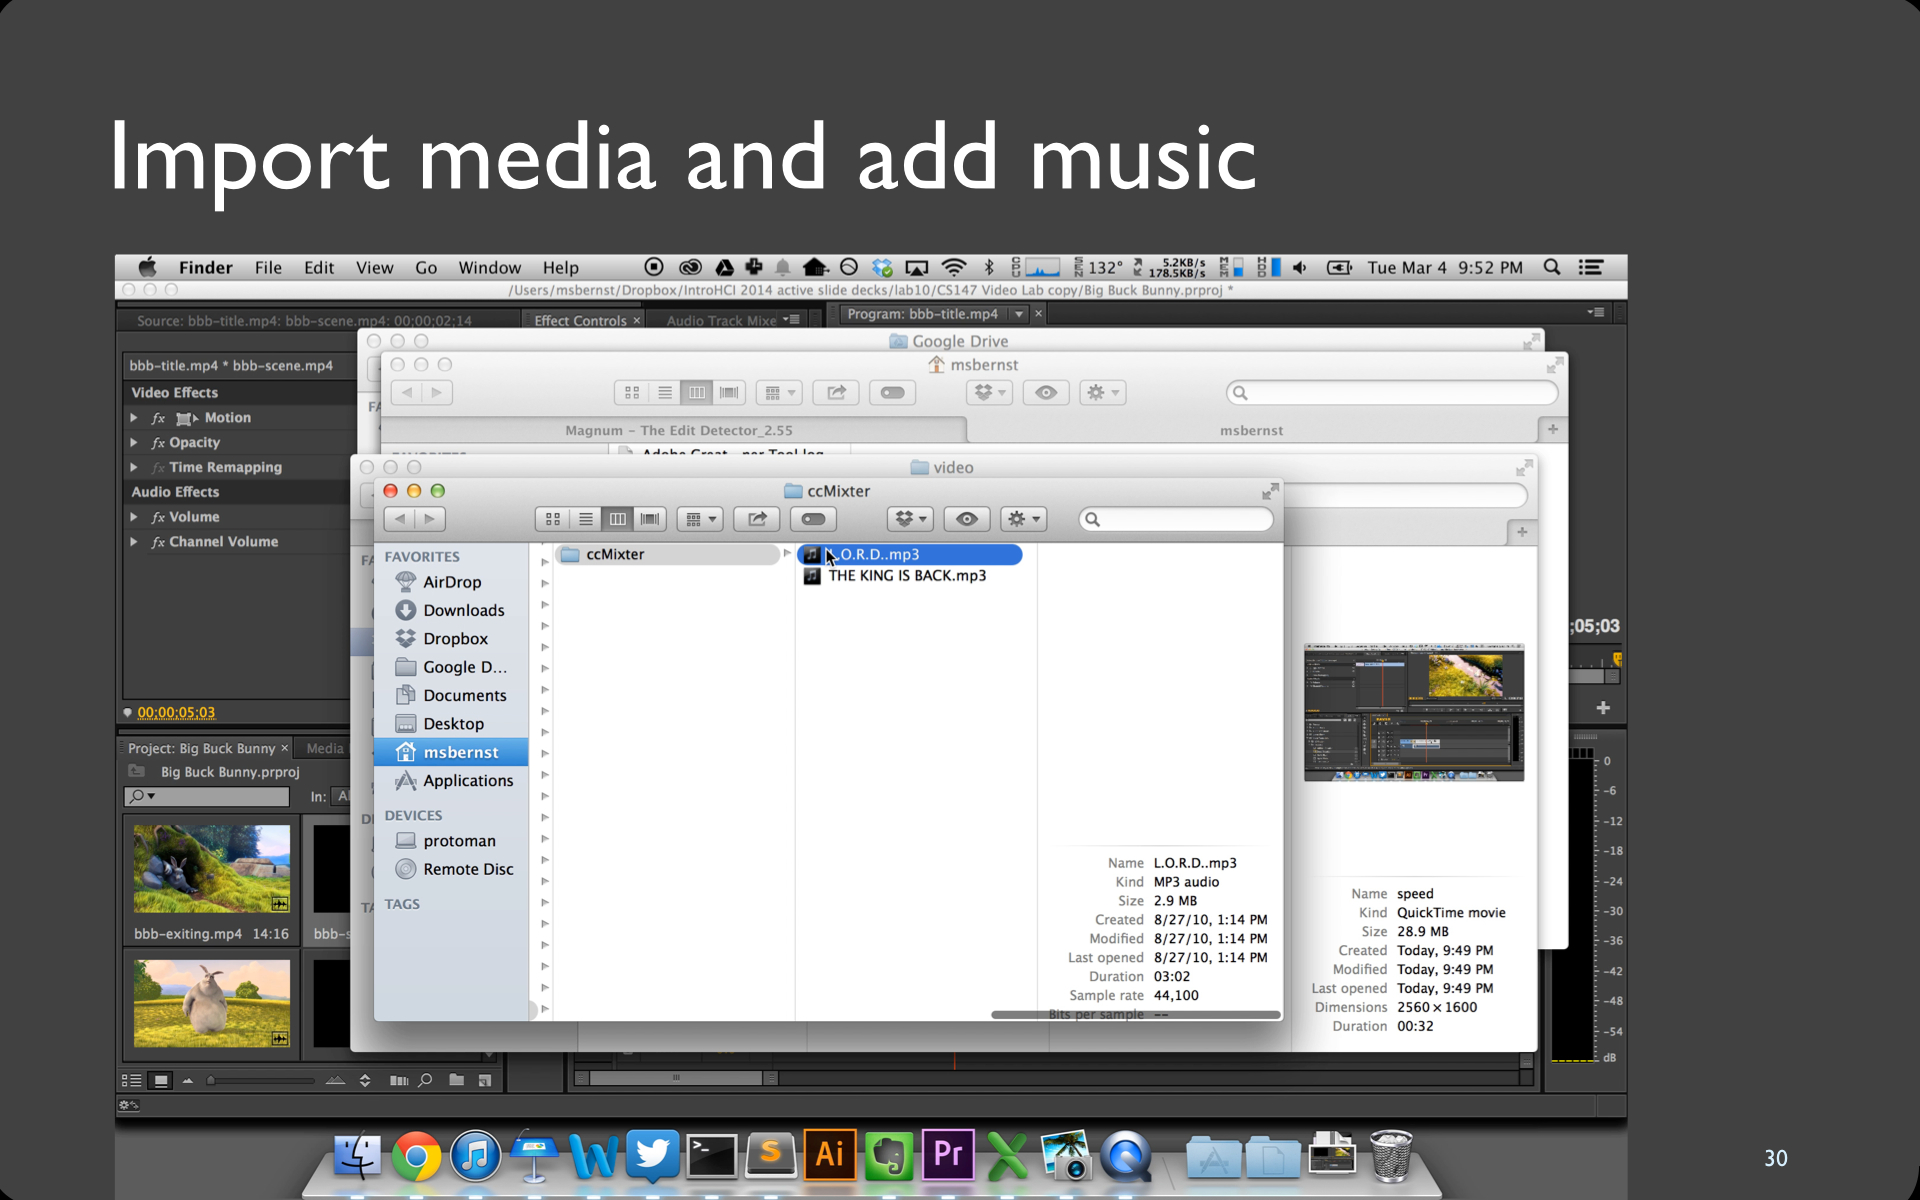 Import media and add music
Finder File Edit View Go Window Help
132° 5.2KB/s 178.5KB/s Tue Mar 4 9:52 PM
/Users/msbernst/Dropbox/IntroHCI 2014 active slide decks/lab10/CS147 Video Lab copy/Big Buck Bunny.prproj *
Source: bbb-title.mp4: bbb-scene.mp4: 00;00;02;14
Effect Controls ×
Audio Track Mixe
Program: bbb-title.mp4 ×
Google Drive
msbernst
bbb-title.mp4 * bbb-scene.mp4
Video Effects
fx Motion
fx Opacity
fx Time Remapping
Audio Effects
fx Volume
fx Channel Volume
Magnum – The Edit Detector_2.55
msbernst
video
ccMixter
FAVORITES
AirDrop
Downloads
Dropbox
Google D...
Documents
Desktop
msbernst
Applications
DEVICES
protoman
Remote Disc
TAGS
ccMixter
L.O.R.D..mp3
THE KING IS BACK.mp3
Name L.O.R.D..mp3
Kind MP3 audio
Size 2.9 MB
Created 8/27/10, 1:14 PM
Modified 8/27/10, 1:14 PM
Last opened 8/27/10, 1:14 PM
Duration 03:02
Sample rate 44,100
Bits per sample --
Name speed
Kind QuickTime movie
Size 28.9 MB
Created Today, 9:49 PM
Modified Today, 9:49 PM
Last opened Today, 9:49 PM
Dimensions 2560 × 1600
Duration 00:32
;05;03
00;00;05;03
Project: Big Buck Bunny ×
Media
Big Buck Bunny.prproj
In:
bbb-exiting.mp4 14:16
bbb-s
0
-6
-12
-18
-24
-30
-36
-42
-48
-54
dB
Ai
Pr
30